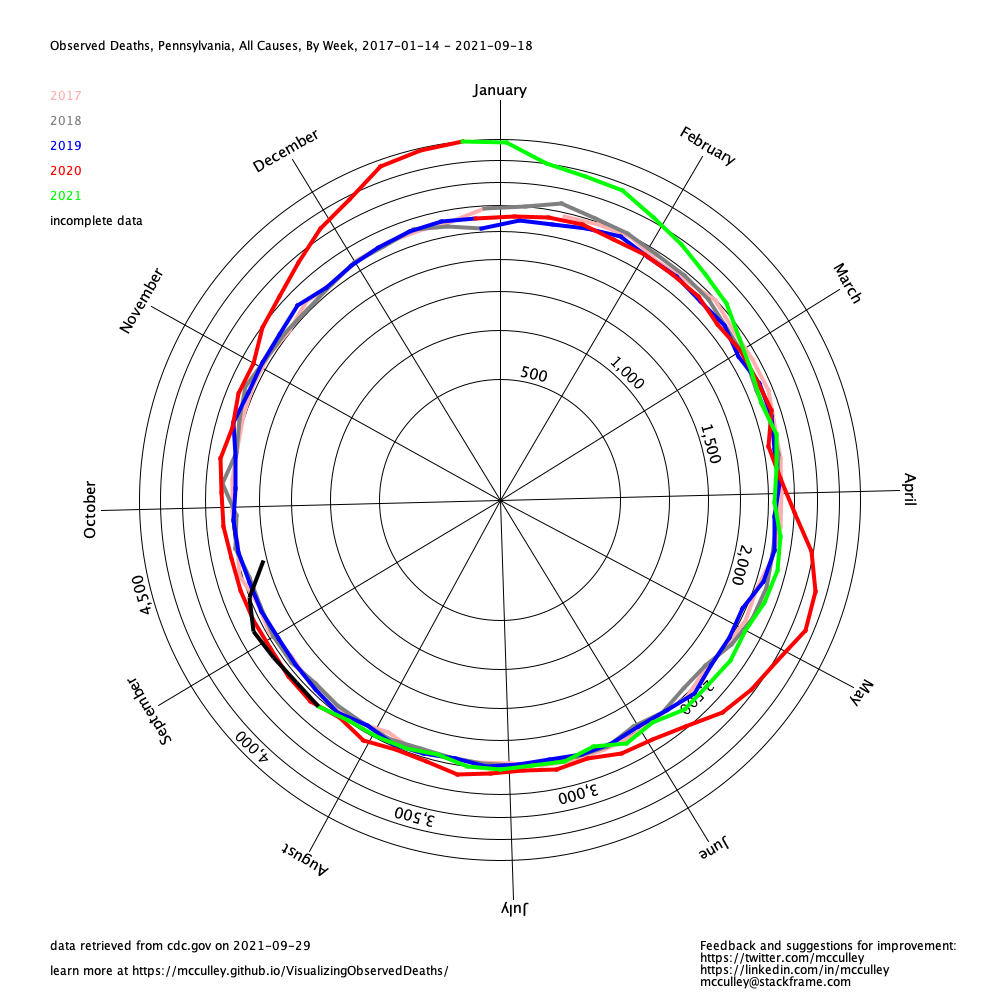 Observed Deaths, Pennsylvania, All Causes, By Week, 2017-01-14 - 2021-09-18
2017
2018
2019
2020
2021
incomplete data
January
February
March
April
May
June
July
August
September
October
November
December
500
1,000
1,500
2,000
2,500
3,000
3,500
4,000
4,500
data retrieved from cdc.gov on 2021-09-29
learn more at https://mcculley.github.io/VisualizingObservedDeaths/
Feedback and suggestions for improvement:
https://twitter.com/mcculley
https://linkedin.com/in/mcculley
mcculley@stackframe.com